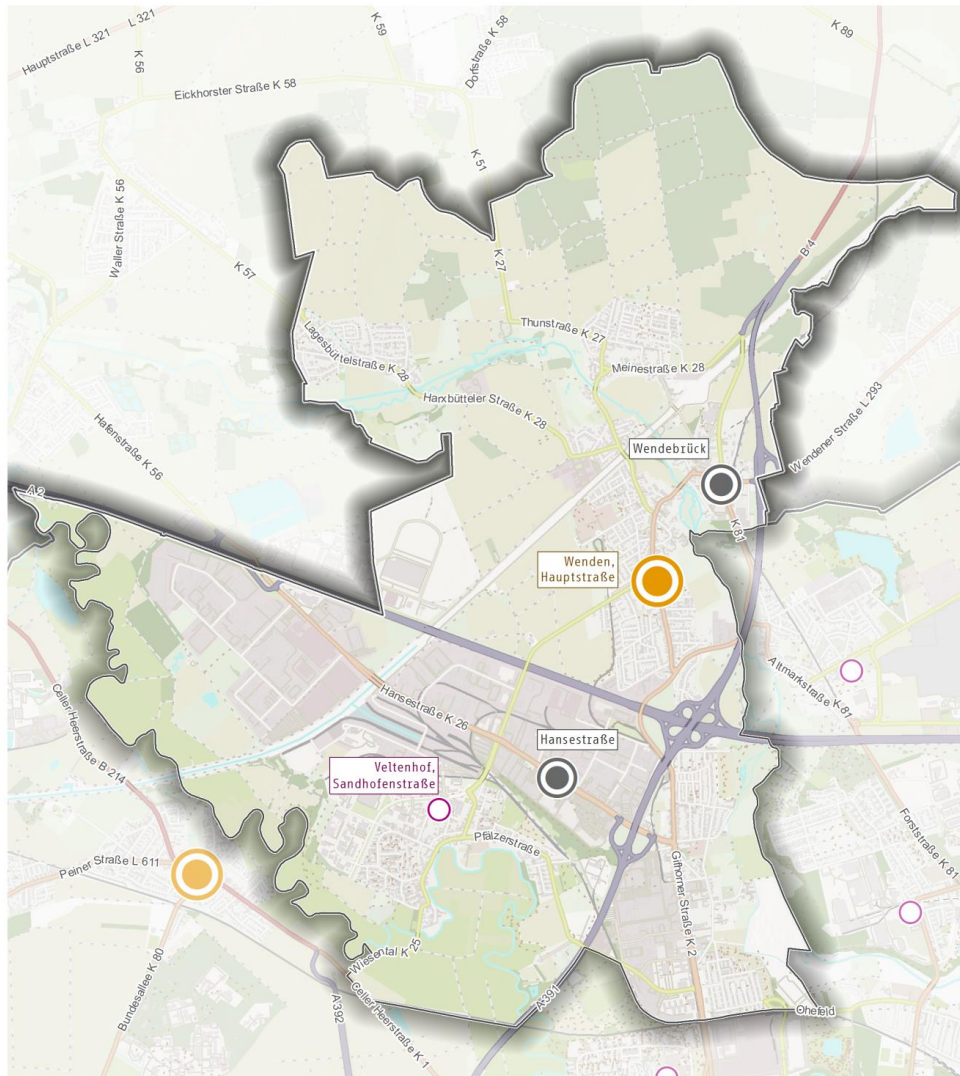 Hauptstraße L 321
L 321
K 56
K 59
Dorfstraße K 58
K 89
Eickhorster Straße K 58
K 51
Waller Straße K 56
K 57
K 27
B 4
Lagesbüttelstraße K 28
Thunstraße K 27
Meinestraße K 28
Harxbütteler Straße K 28
Hafenstraße K 56
Wendebrück
Wendener Straße L 293
A 2
K 81
Wenden,
Hauptstraße
Celler Heerstraße B 214
Hansestraße K 26
Altmarkstraße K 81
Hansestraße
Veltenhof,
Sandhofenstraße
Pfälzerstraße
Peiner Straße L 611
Forststraße K 81
Gifhorner Straße K 2
Wiesental K 25
Bundesallee K 80
A 392
Celler Heerstraße K 1
A 391
Ohefeld